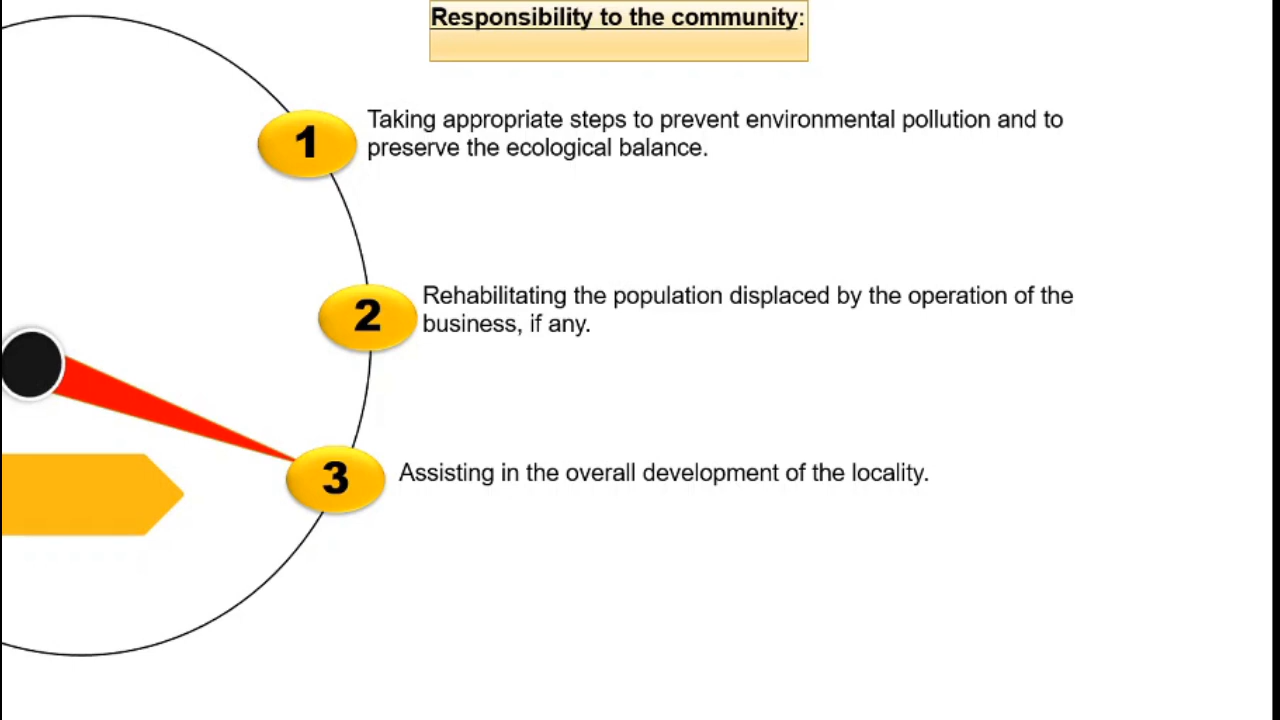 Responsibility to the community:
1
Taking appropriate steps to prevent environmental pollution and to
preserve the ecological balance.
2
Rehabilitating the population displaced by the operation of the
business, if any.
3
Assisting in the overall development of the locality.